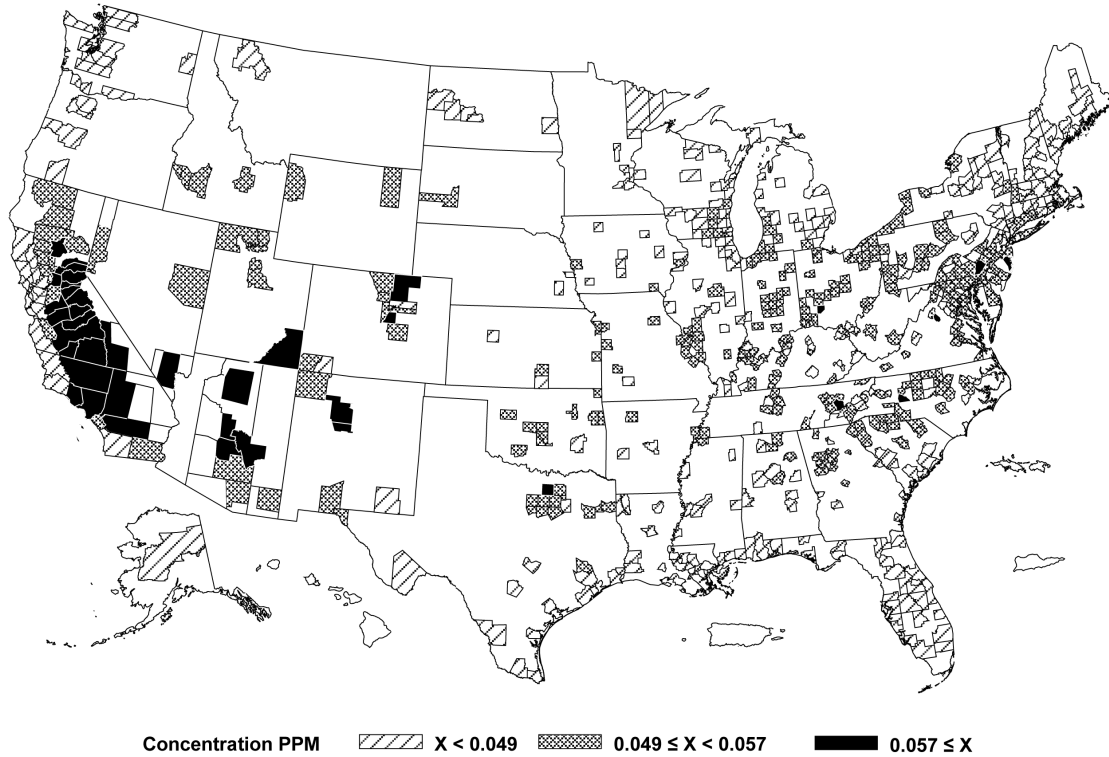 Concentration PPM X < 0.049 0.049 ≤ X < 0.057 0.057 ≤ X